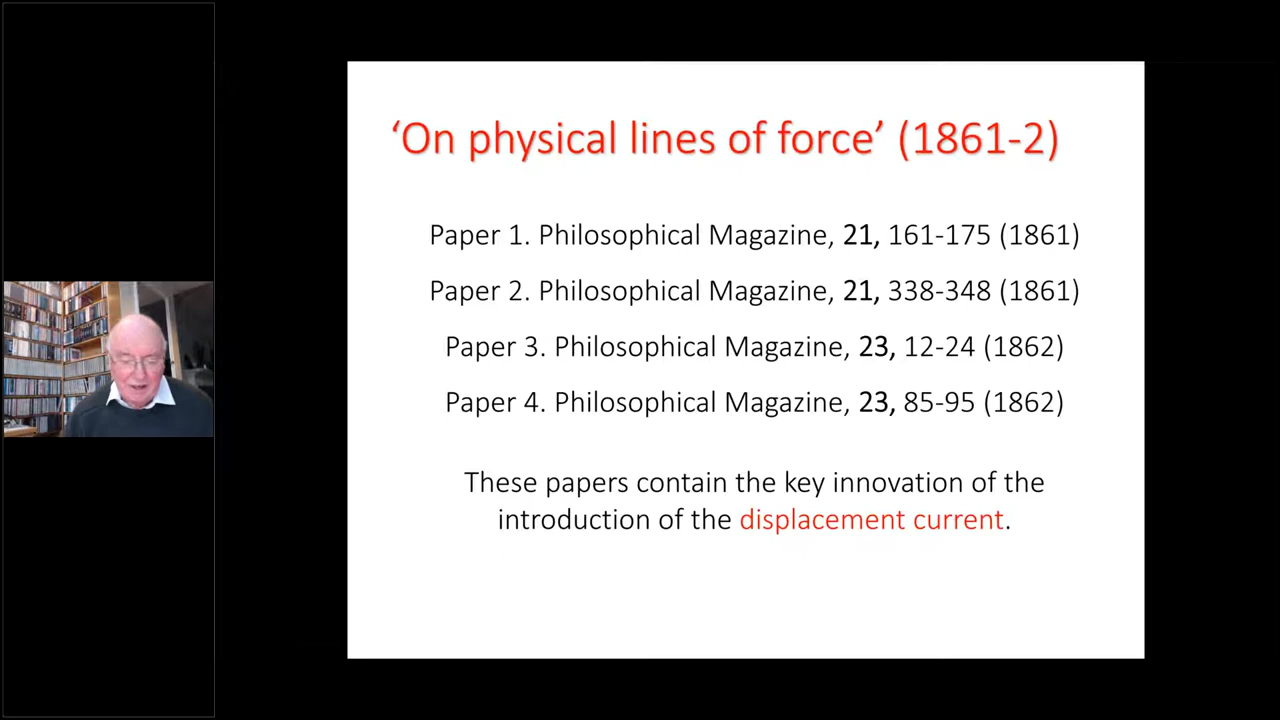 ‘On physical lines of force’ (1861-2)
Paper 1. Philosophical Magazine, 21, 161-175 (1861)
Paper 2. Philosophical Magazine, 21, 338-348 (1861)
Paper 3. Philosophical Magazine, 23, 12-24 (1862)
Paper 4. Philosophical Magazine, 23, 85-95 (1862)
These papers contain the key innovation of the
introduction of the displacement current.